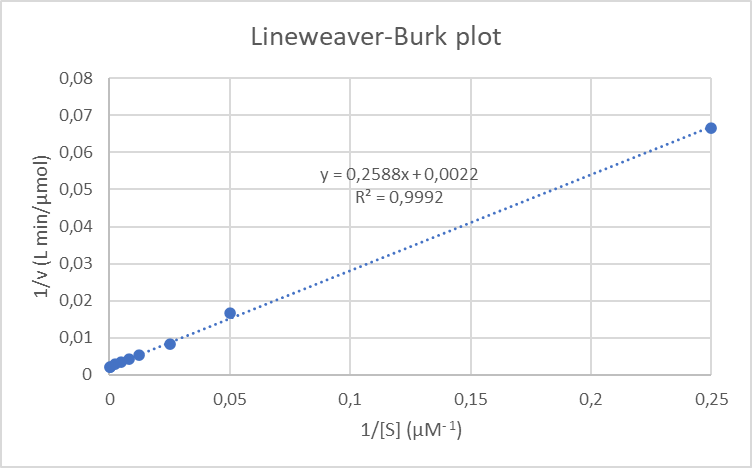 Lineweaver-Burk plot
0,08
0,07
0,06
0,05
0,04
0,03
0,02
0,01
0
1/v (L min/µmol)
y = 0,2588x + 0,0022
R² = 0,9992
0 0,05 0,1 0,15 0,2 0,25
1/[S] (µM⁻¹)